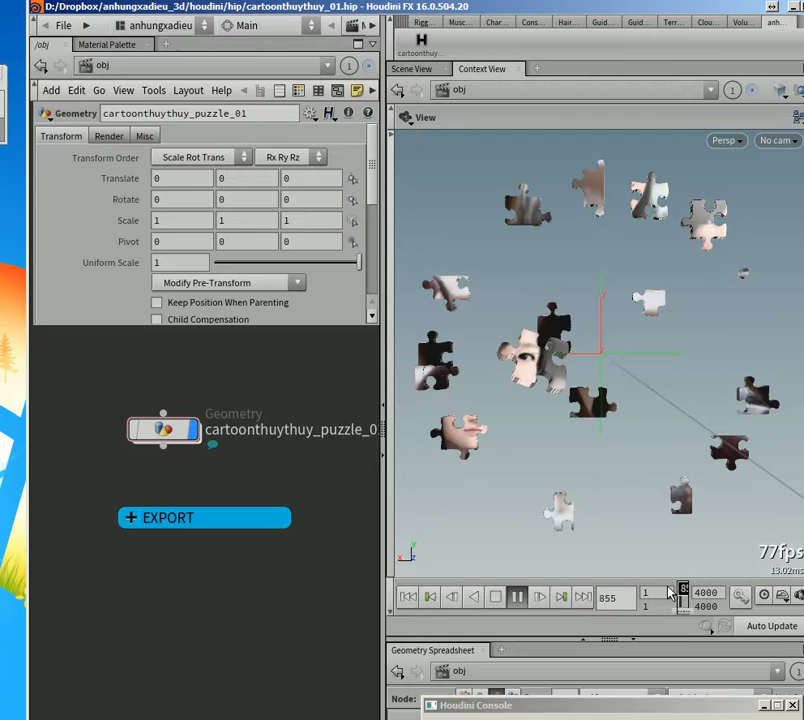 D:/Dropbox/anhungxadieu_3d/houdini/hip/cartoonthuythuy_01.hip - Houdini FX 16.0.504.20
File
anhungxadieu
Main
Rigg...
Musc...
Char...
Cons...
Hair...
Guid...
Guid...
Terr...
Clou...
Volu...
anh...
H
cartoonthuy...
/obj
Material Palette
obj
1
Add Edit Go View Tools Layout Help
Geometry
cartoonthuythuy_puzzle_01
Transform
Render
Misc
Transform Order
Scale Rot Trans
Rx Ry Rz
Translate
0
0
0
Rotate
0
0
0
Scale
1
1
1
Pivot
0
0
0
Uniform Scale
1
Modify Pre-Transform
Keep Position When Parenting
Child Compensation
Geometry
cartoonthuythuy_puzzle_0
+ EXPORT
Scene View
Context View
obj
1
View
Persp
No cam
y
x
z
77fps
13.02ms
855
1
1
4000
4000
Auto Update
Geometry Spreadsheet
obj
1
Node:
Houdini Console